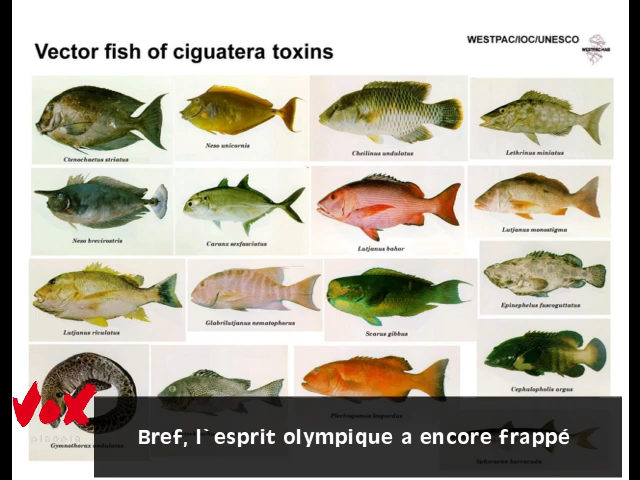 WESTPAC/IOC/UNESCO
Vector fish of ciguatera toxins
Ctenochaetus striatus
Naso unicornis
Cheilinus undulatus
Lethrinus miniatus
Naso brevirostris
Caranx sexfasciatus
Lutjanus bohar
Lutjanus monostigma
Lutjanus rivulatus
Glabrilutjanus nematophorus
Scarus gibbus
Epinephelus fuscoguttatus
Cephalopholis argus
Gymnothorax undulatus
Plectropomus leopardus
Sphyraena barracuda
VOX
Bref, l`esprit olympique a encore frappé